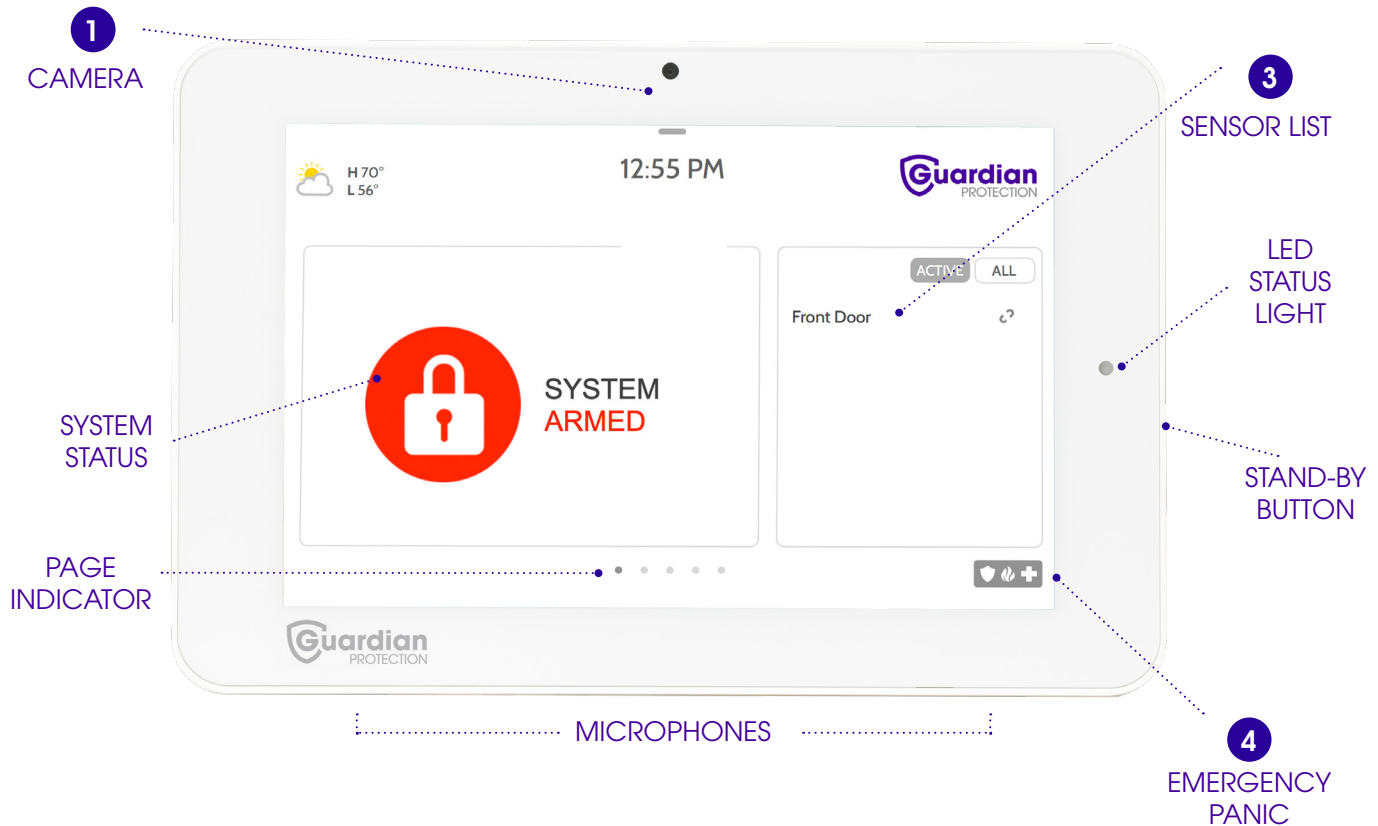 1
CAMERA
3
SENSOR LIST
H 70°
L 56°
12:55 PM
Guardian
PROTECTION
ACTIVE
ALL
Front Door
LED
STATUS
LIGHT
SYSTEM
ARMED
SYSTEM
STATUS
STAND-BY
BUTTON
PAGE
INDICATOR
Guardian
PROTECTION
MICROPHONES
4
EMERGENCY
PANIC